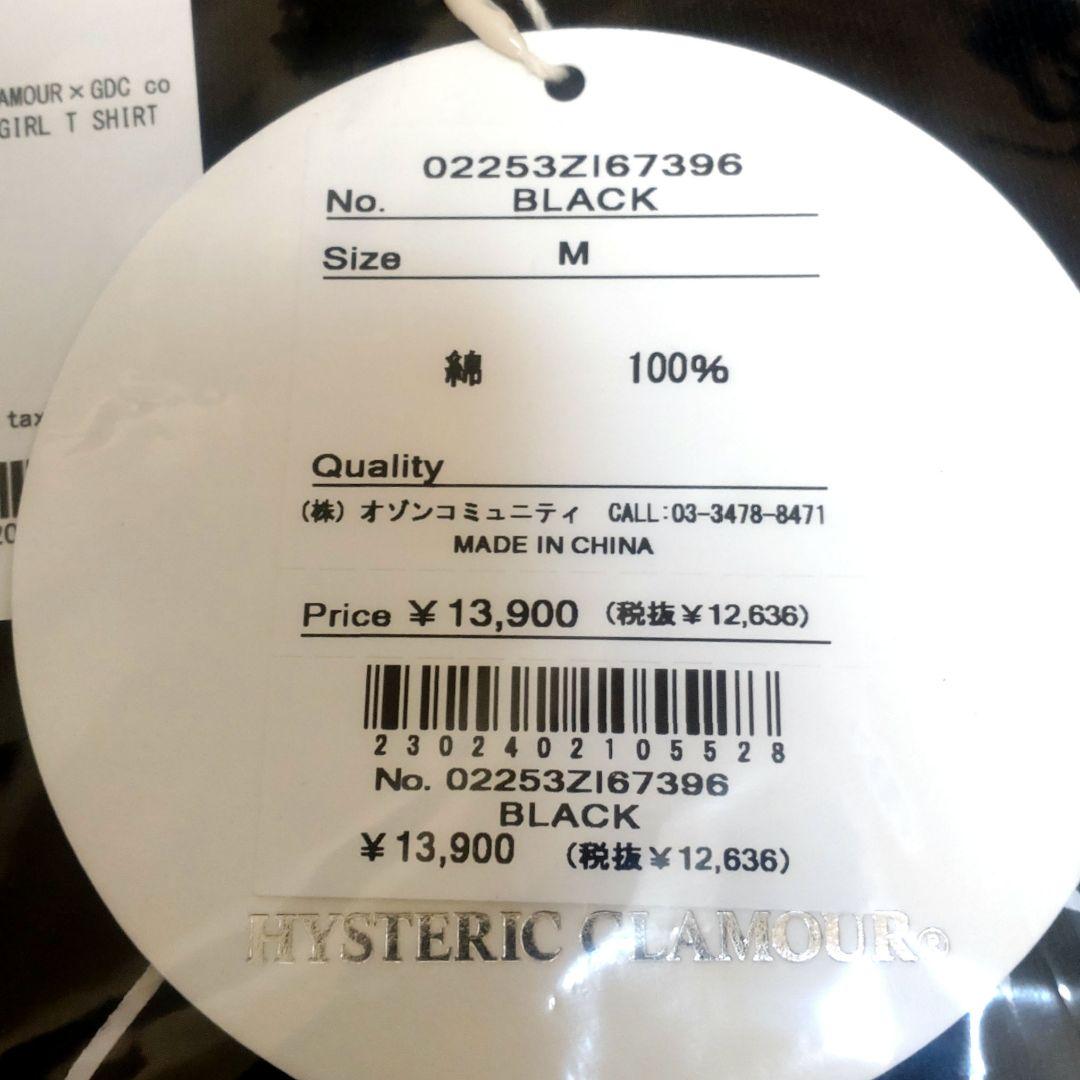 AMOUR×GDC co
GIRL T SHIRT
tax
02253ZI67396
No. BLACK
Size M
綿 100%
Quality
(株) オゾンコミュニティ CALL:03-3478-8471
MADE IN CHINA
Price ¥13,900 (税抜¥12,636)
2302402105528
No. 02253ZI67396
BLACK
¥13,900 (税抜¥12,636)
HYSTERIC GLAMOUR®